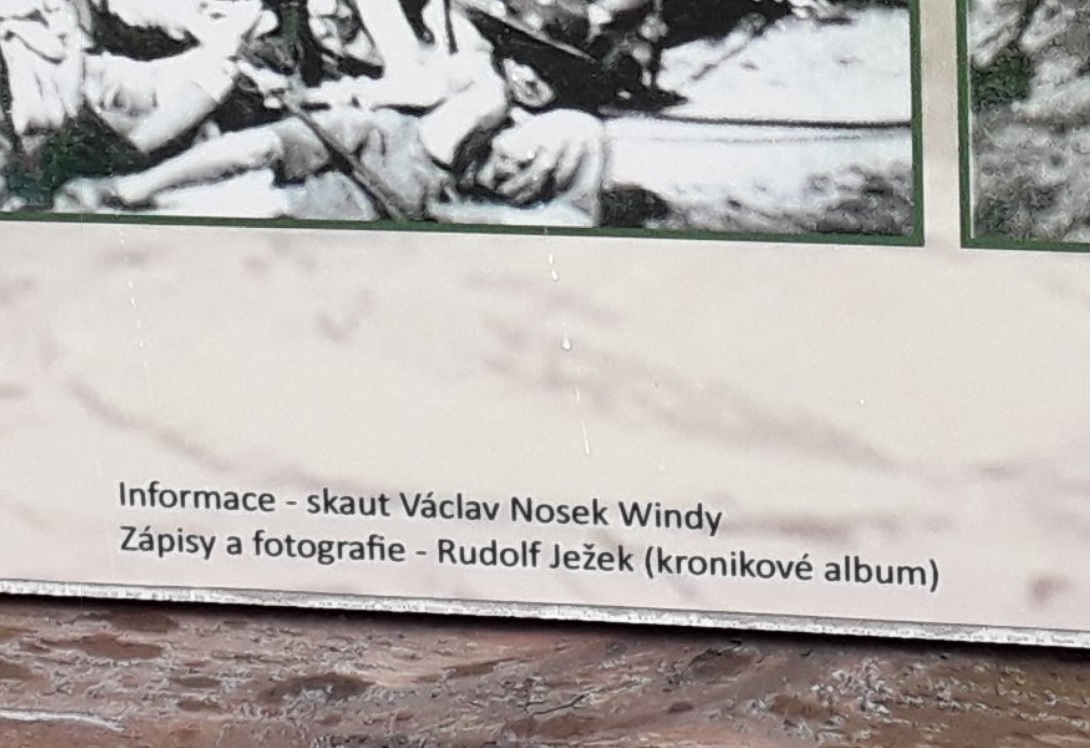 Informace - skaut Václav Nosek Windy
Zápisy a fotografie - Rudolf Ježek (kronikové album)